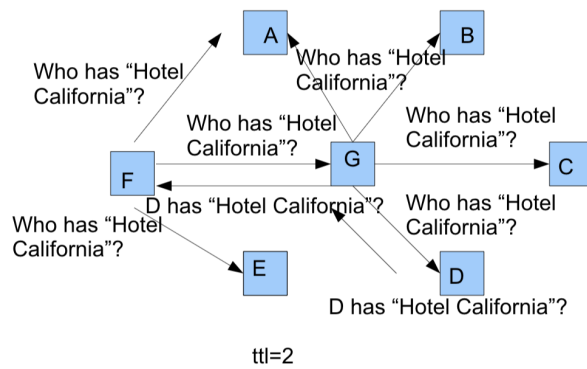 A
B
Who has “Hotel
California”?
Who has “Hotel
California”?
Who has “Hotel
California”?
Who has “Hotel
California”?
G
C
F
D has “Hotel California”?
Who has “Hotel
California”?
Who has “Hotel
California”?
E
D
D has “Hotel California”?
ttl=2